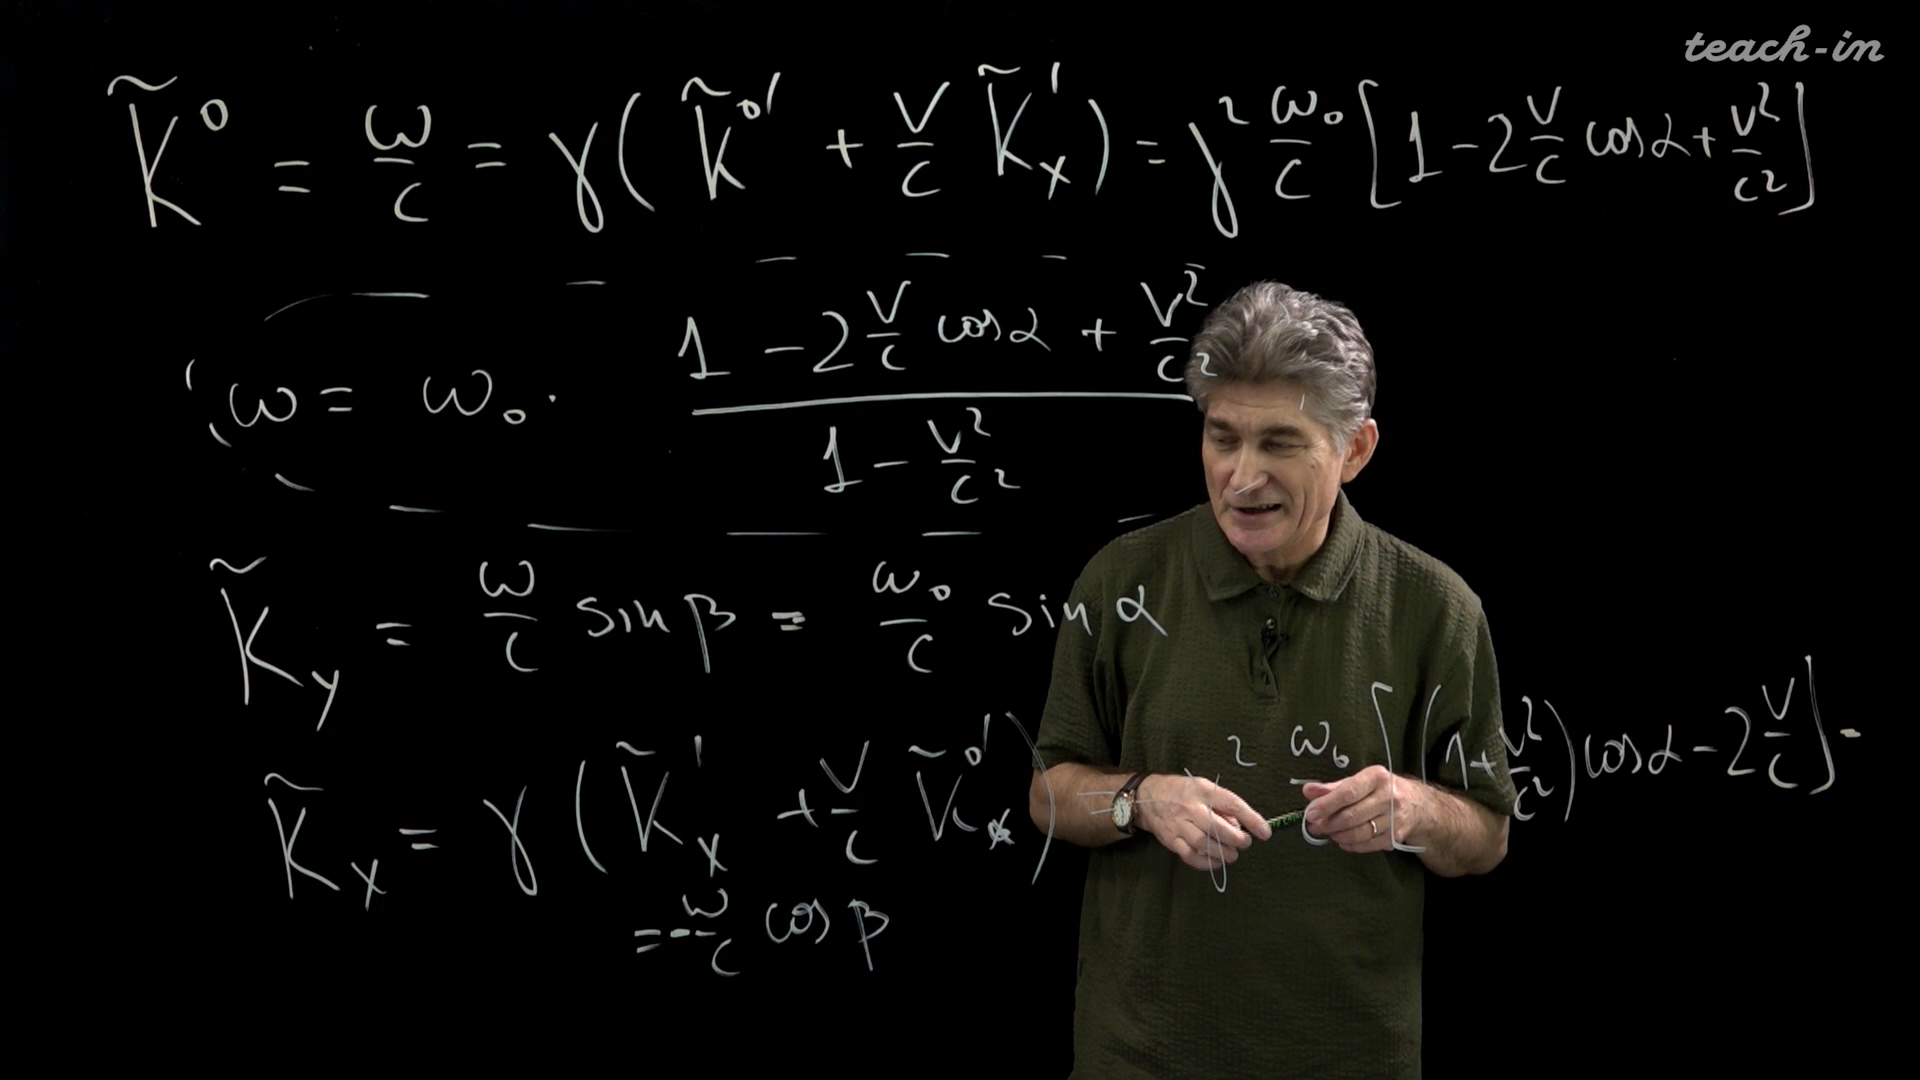 teach-in
K̃⁰ = ω/c = γ( k̃⁰′ + v/c K̃ₓ′ ) = γ² ω₀/c [ 1 - 2 v/c cos α + v²/c² ]
ω = ω₀ · (1 - 2 v/c cos α + v²/c²) / (1 - v²/c²)
K̃_y = ω/c sin β = ω₀/c sin α
K̃ₓ = γ ( K̃ₓ′ + v/c K̃⁰′ ) = γ² ω₀/c [ (1 + v²/c²) cos α - 2 v/c ] =
= - ω/c cos β